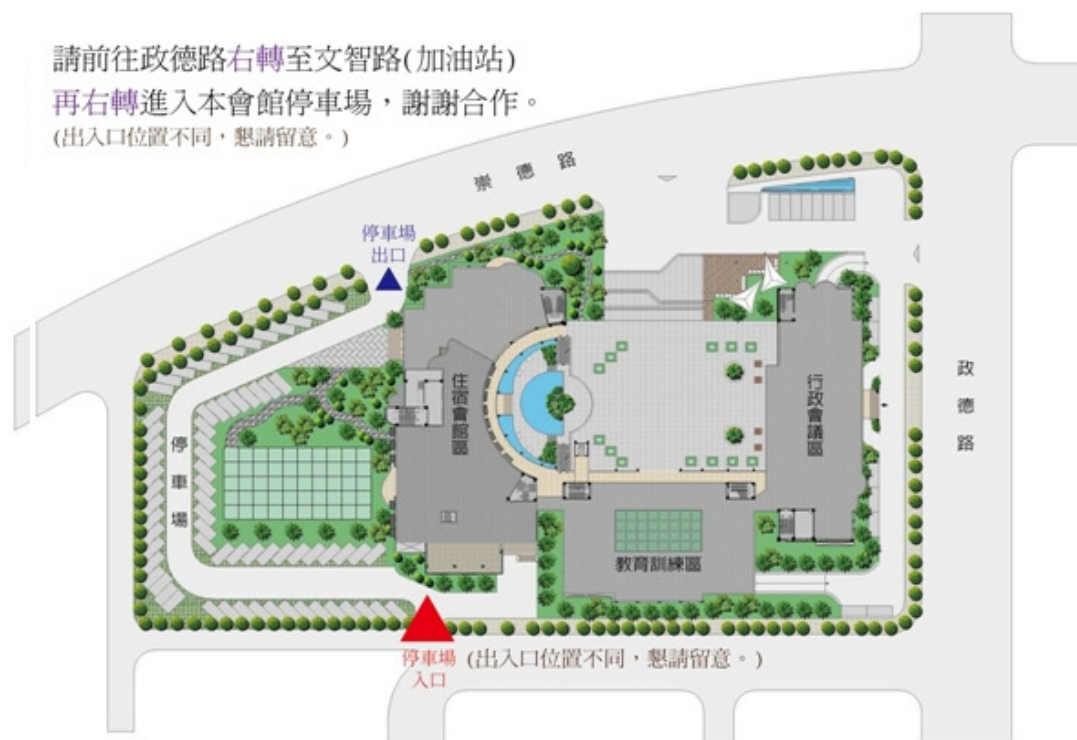 請前往政德路右轉至文智路(加油站)
再右轉進入本會館停車場，謝謝合作。
(出入口位置不同，懇請留意。)
崇德路
停車場
出口
住宿會館區
行政會議區
政德路
停車場
教育訓練區
停車場 (出入口位置不同，懇請留意。)
入口